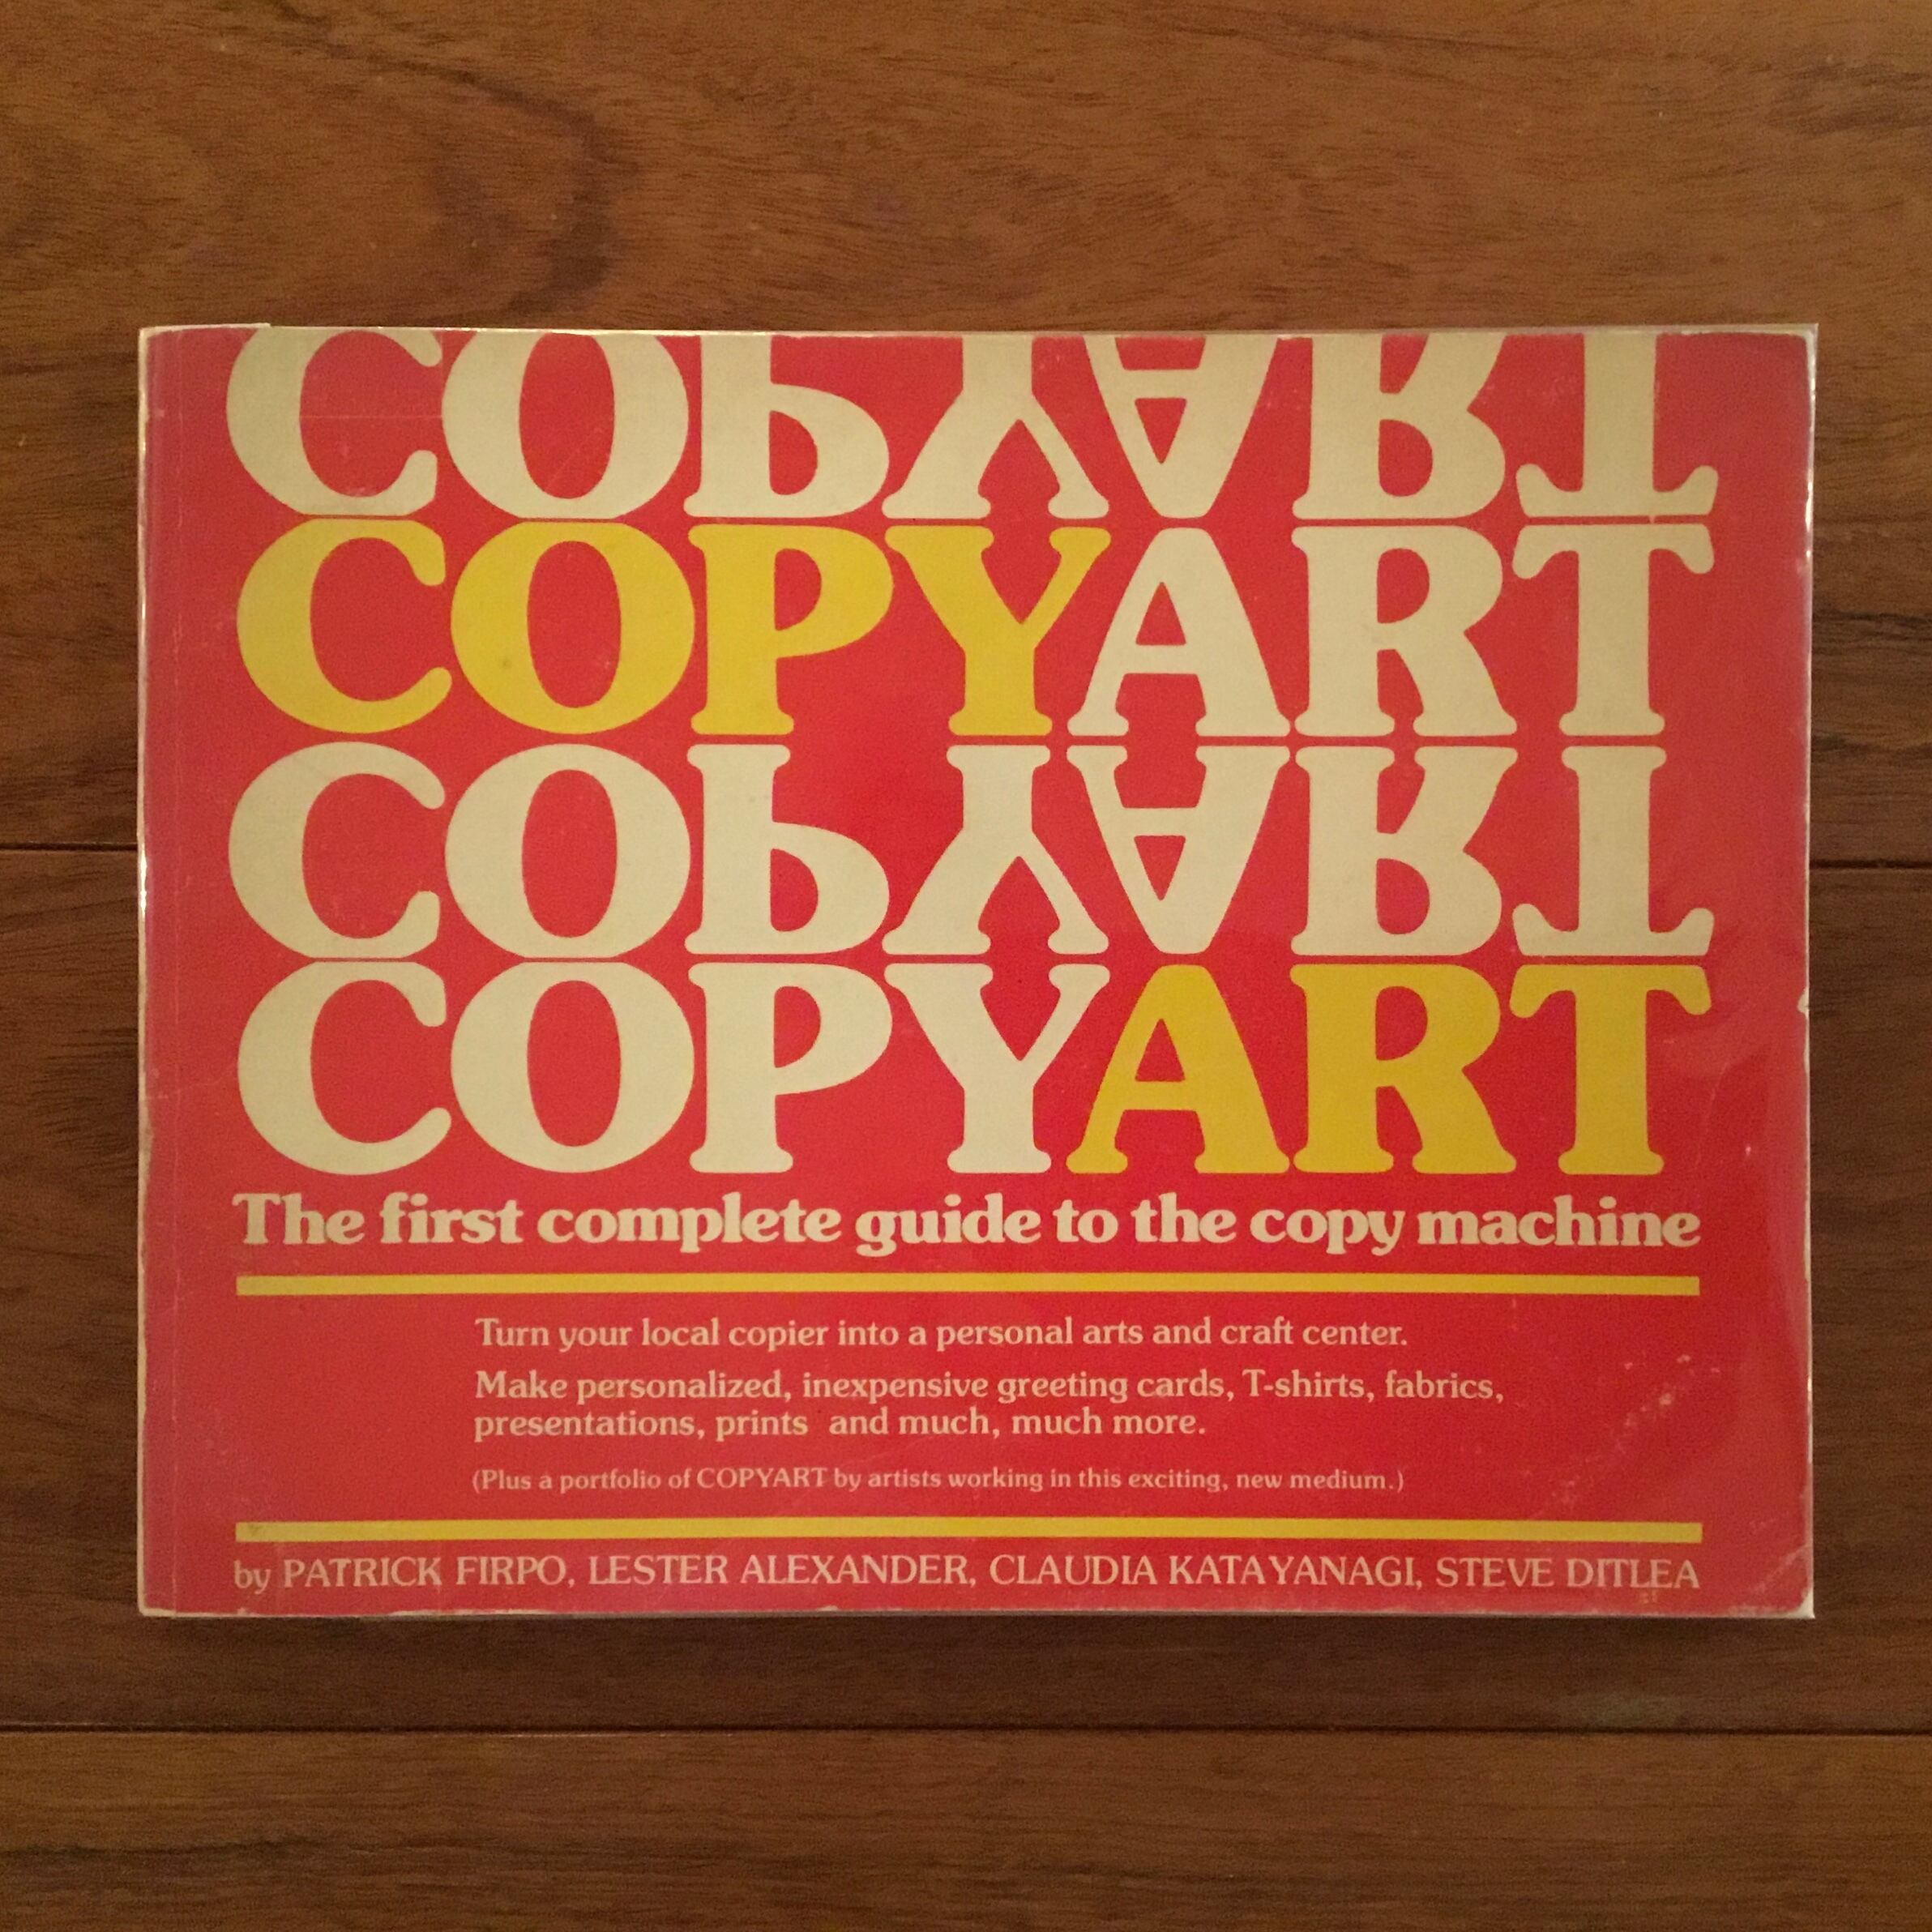 COPYART
COPYART
COPYART
COPYART
The first complete guide to the copy machine
Turn your local copier into a personal arts and craft center.
Make personalized, inexpensive greeting cards, T-shirts, fabrics,
presentations, prints and much, much more.
(Plus a portfolio of COPYART by artists working in this exciting, new medium.)
by PATRICK FIRPO, LESTER ALEXANDER, CLAUDIA KATAYANAGI, STEVE DITLEA